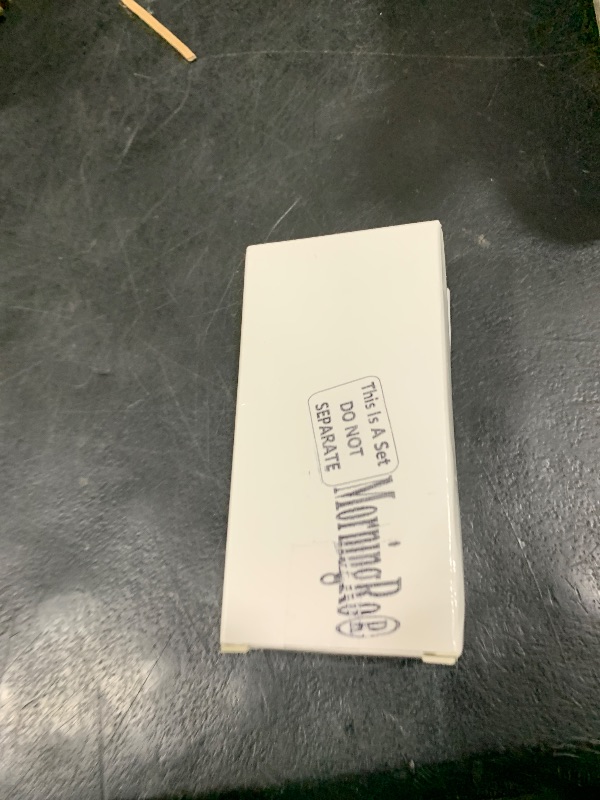 This Is A Set
DO NOT
SEPARATE
MorningRo